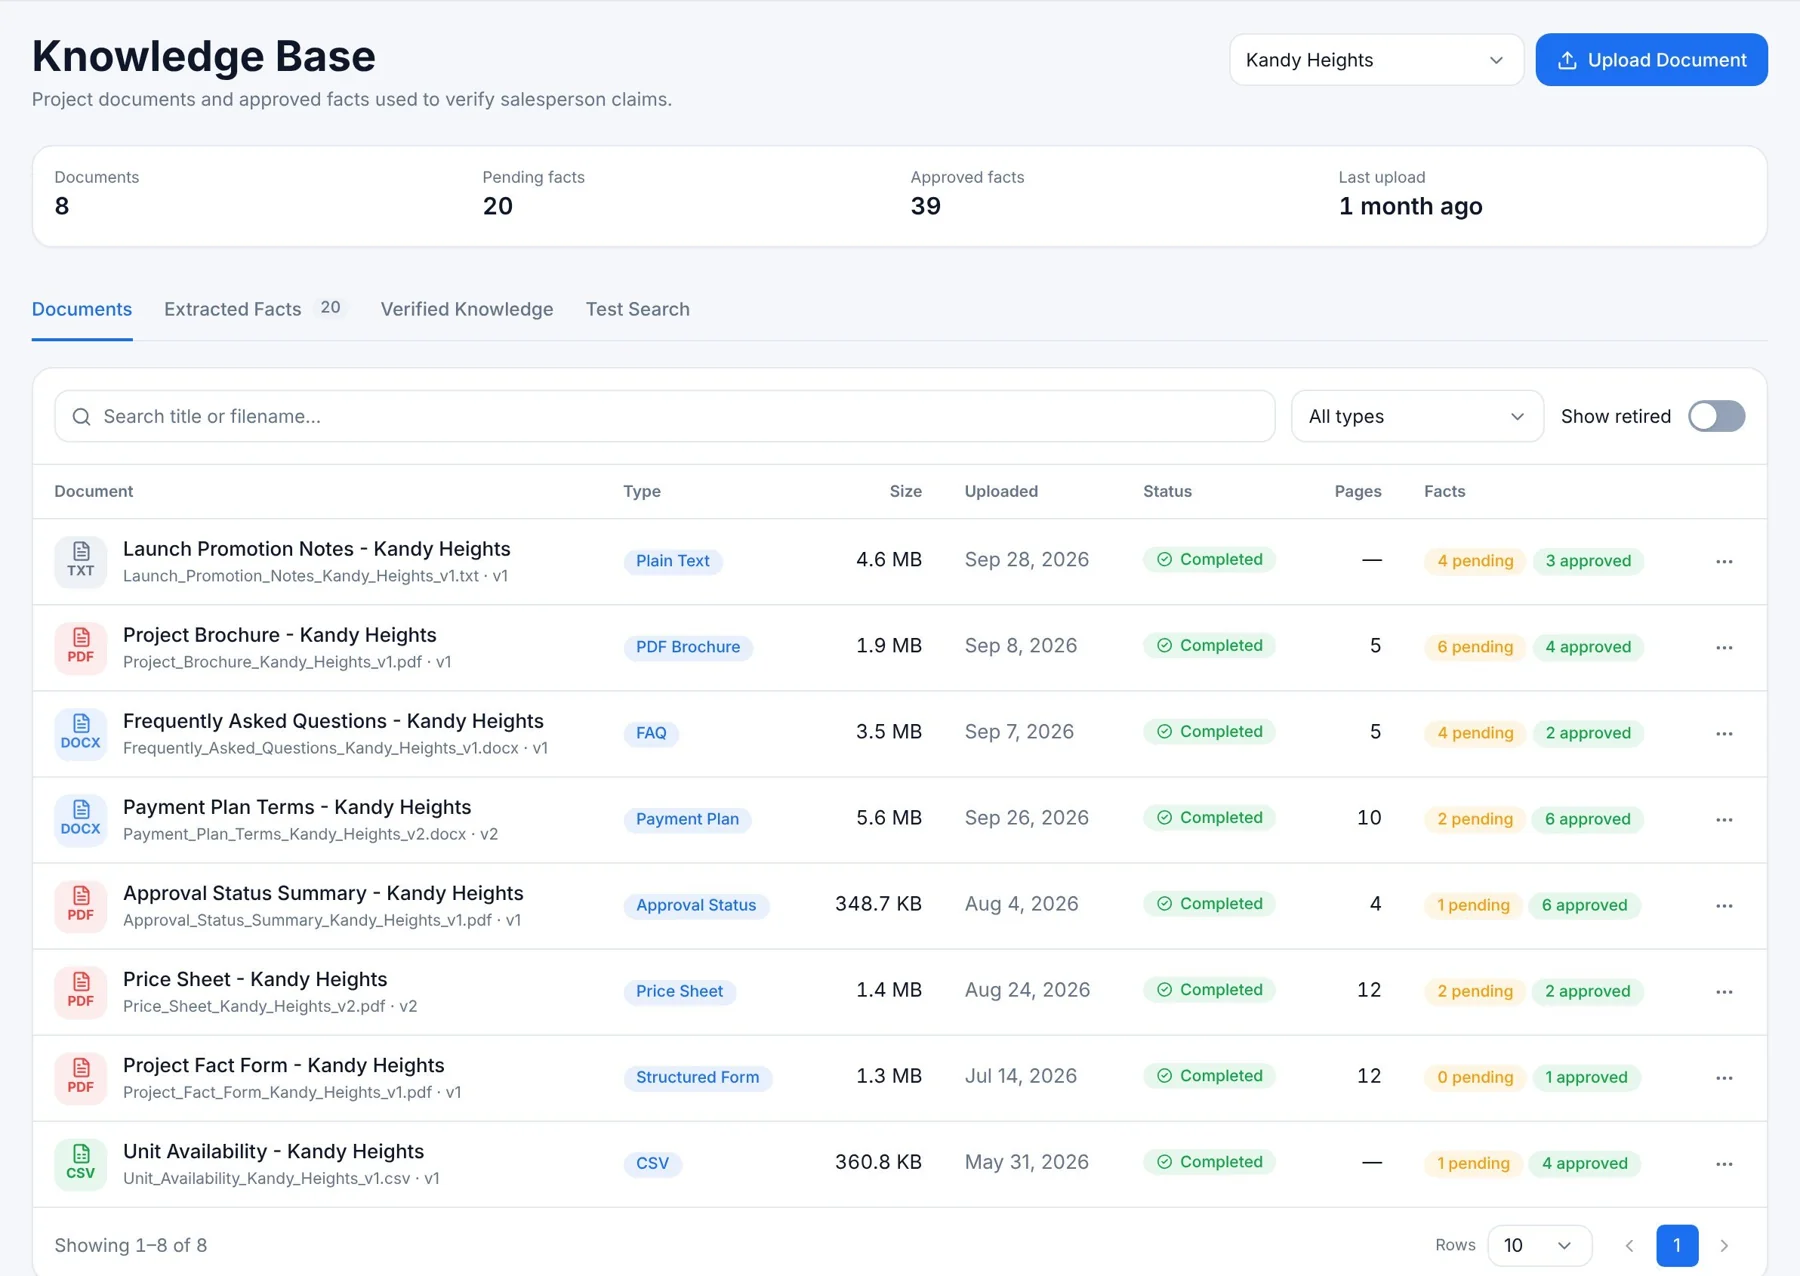 Knowledge Base
Project documents and approved facts used to verify salesperson claims.
Kandy Heights
Upload Document
Documents
8
Pending facts
20
Approved facts
39
Last upload
1 month ago
Documents Extracted Facts 20 Verified Knowledge Test Search
Search title or filename...
All types
Show retired
Document Type Size Uploaded Status Pages Facts
TXT
Launch Promotion Notes - Kandy Heights
Launch_Promotion_Notes_Kandy_Heights_v1.txt · v1
Plain Text 4.6 MB Sep 28, 2026 Completed — 4 pending 3 approved ...
PDF
Project Brochure - Kandy Heights
Project_Brochure_Kandy_Heights_v1.pdf · v1
PDF Brochure 1.9 MB Sep 8, 2026 Completed 5 6 pending 4 approved ...
DOCX
Frequently Asked Questions - Kandy Heights
Frequently_Asked_Questions_Kandy_Heights_v1.docx · v1
FAQ 3.5 MB Sep 7, 2026 Completed 5 4 pending 2 approved ...
DOCX
Payment Plan Terms - Kandy Heights
Payment_Plan_Terms_Kandy_Heights_v2.docx · v2
Payment Plan 5.6 MB Sep 26, 2026 Completed 10 2 pending 6 approved ...
PDF
Approval Status Summary - Kandy Heights
Approval_Status_Summary_Kandy_Heights_v1.pdf · v1
Approval Status 348.7 KB Aug 4, 2026 Completed 4 1 pending 6 approved ...
PDF
Price Sheet - Kandy Heights
Price_Sheet_Kandy_Heights_v2.pdf · v2
Price Sheet 1.4 MB Aug 24, 2026 Completed 12 2 pending 2 approved ...
PDF
Project Fact Form - Kandy Heights
Project_Fact_Form_Kandy_Heights_v1.pdf · v1
Structured Form 1.3 MB Jul 14, 2026 Completed 12 0 pending 1 approved ...
CSV
Unit Availability - Kandy Heights
Unit_Availability_Kandy_Heights_v1.csv · v1
CSV 360.8 KB May 31, 2026 Completed — 1 pending 4 approved ...
Showing 1–8 of 8
Rows 10 1